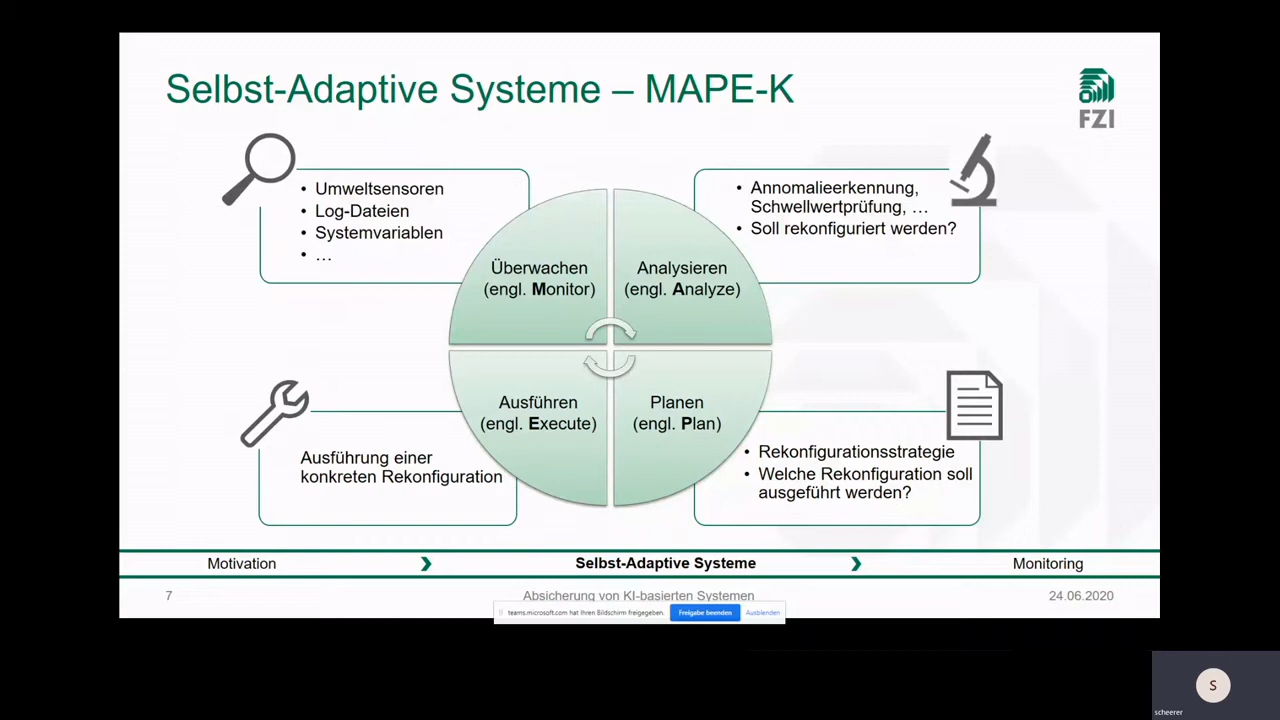 Selbst-Adaptive Systeme – MAPE-K
FZI
• Umweltsensoren
• Log-Dateien
• Systemvariablen
• …
• Annomalieerkennung,
Schwellwertprüfung, …
• Soll rekonfiguriert werden?
Überwachen
(engl. Monitor)
Analysieren
(engl. Analyze)
Ausführen
(engl. Execute)
Planen
(engl. Plan)
Ausführung einer
konkreten Rekonfiguration
• Rekonfigurationsstrategie
• Welche Rekonfiguration soll
ausgeführt werden?
Motivation
Selbst-Adaptive Systeme
Monitoring
7
Absicherung von KI-basierten Systemen
24.06.2020
teams.microsoft.com hat Ihren Bildschirm freigegeben.
Freigabe beenden
Ausblenden
S
scheerer